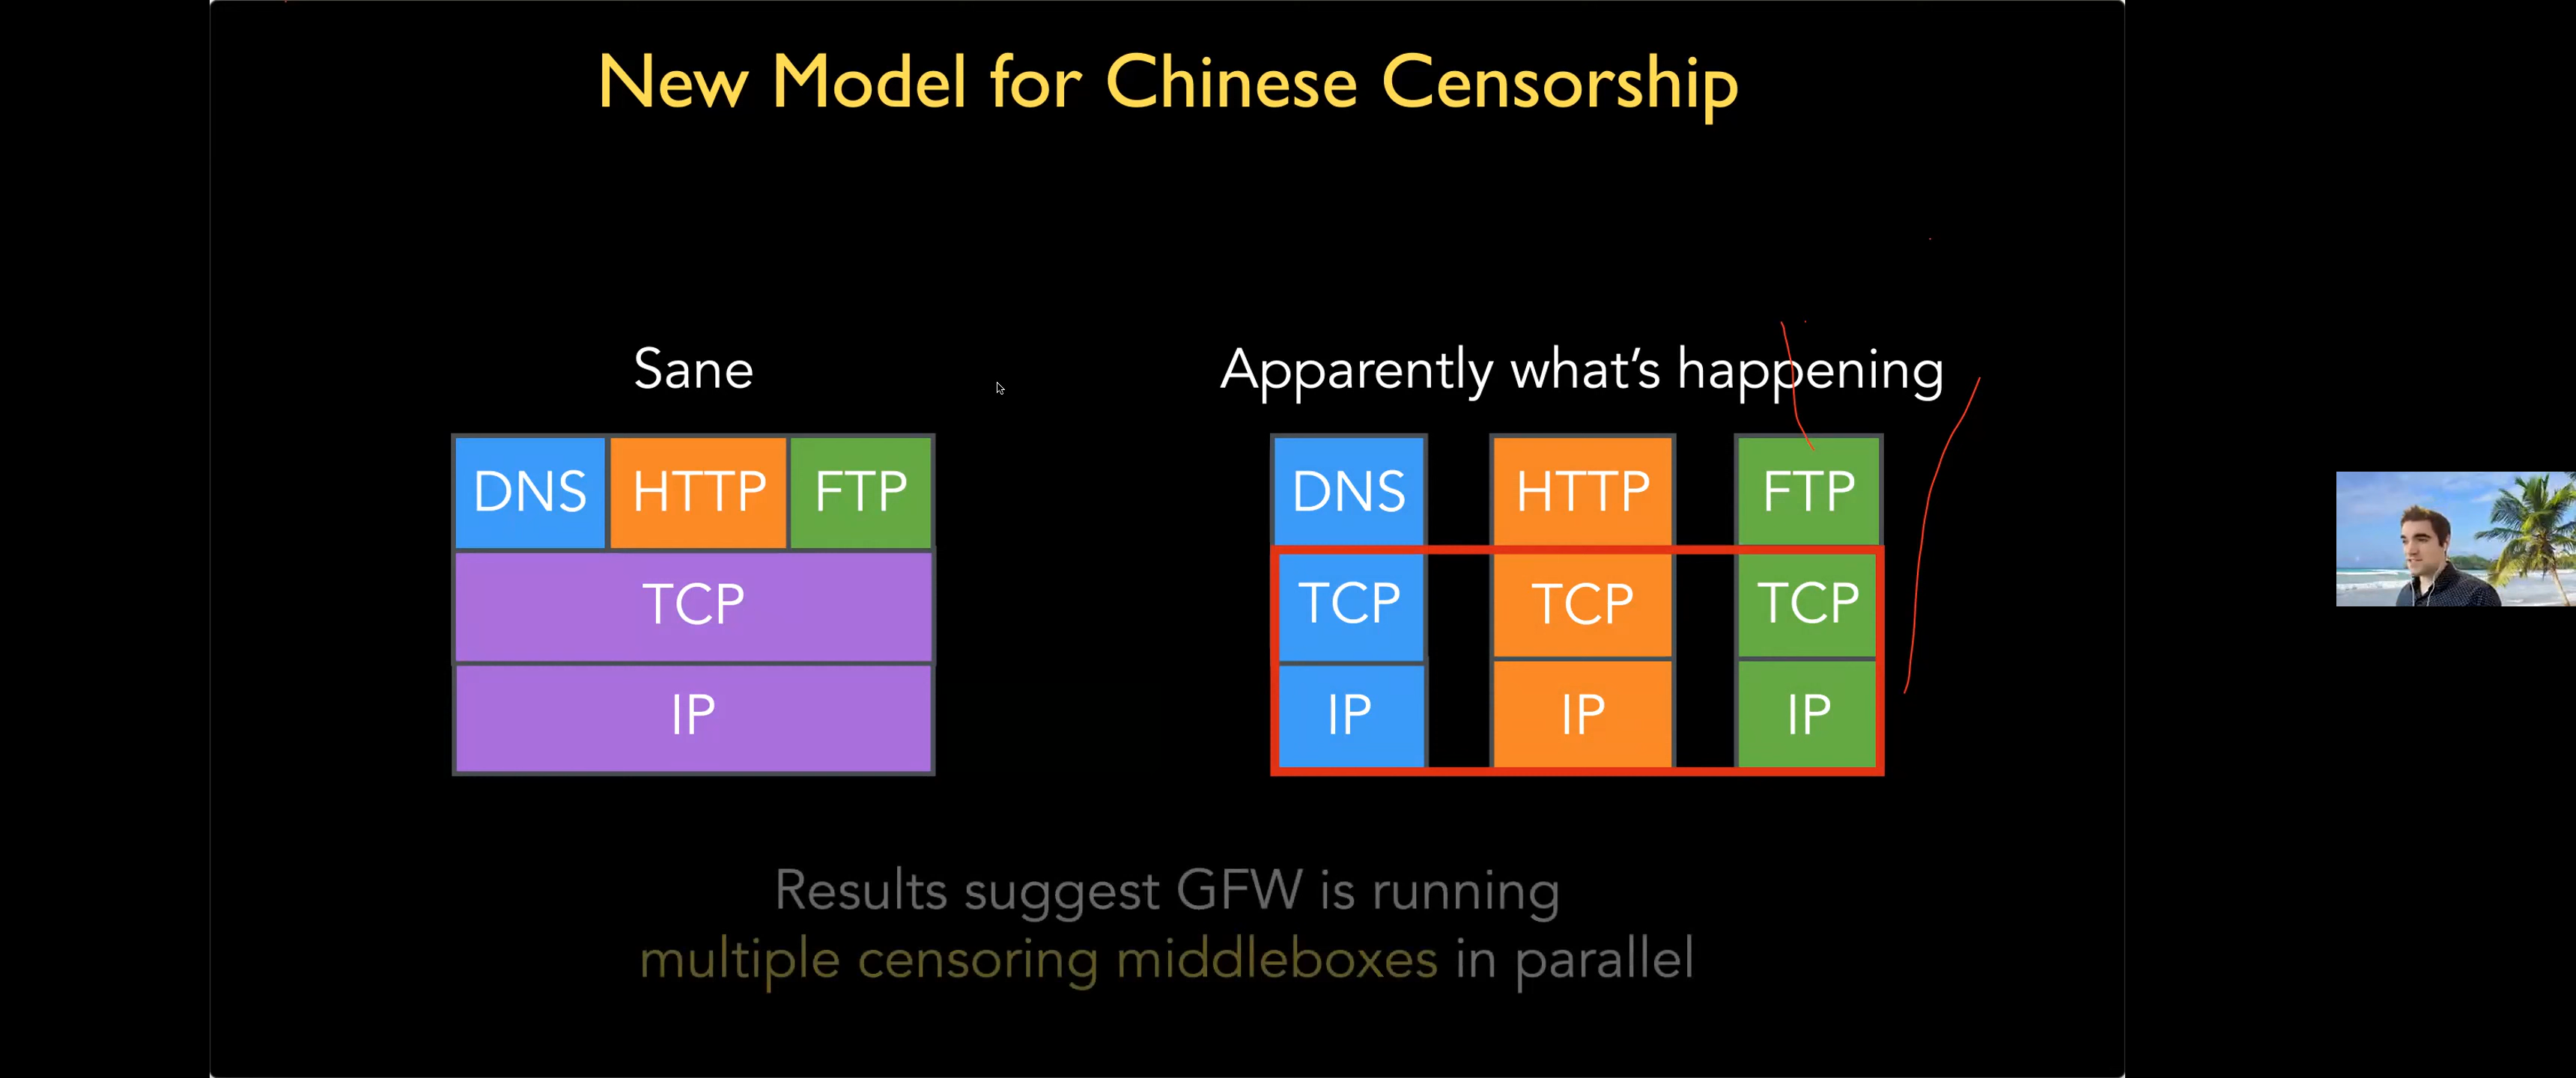 New Model for Chinese Censorship
Sane
DNS HTTP FTP
TCP
IP
Apparently what's happening
DNS HTTP FTP
TCP TCP TCP
IP IP IP
Results suggest GFW is running
multiple censoring middleboxes in parallel